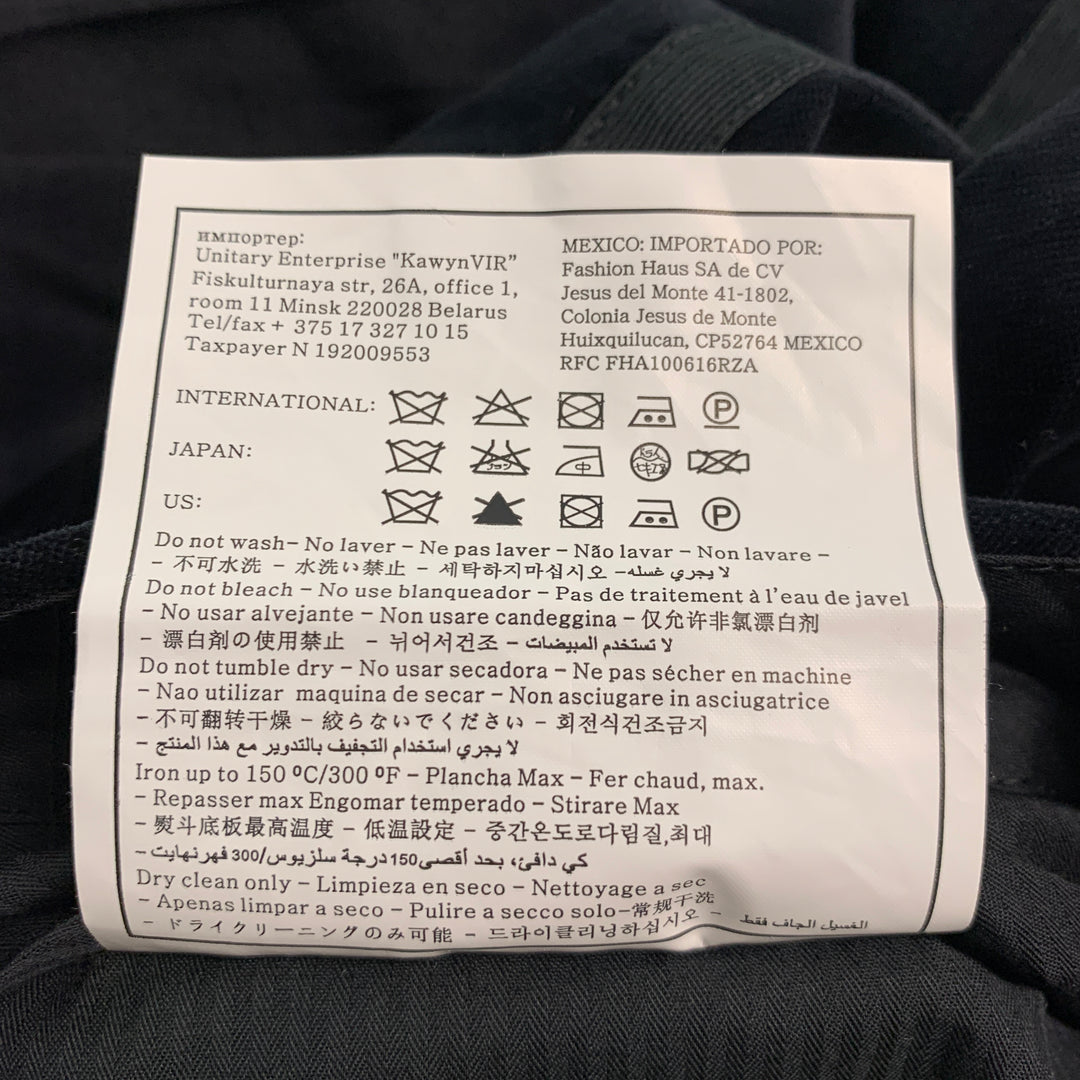 импортер:
Unitary Enterprise "KawynVIR”
Fiskulturnaya str, 26A, office 1,
room 11 Minsk 220028 Belarus
Tel/fax + 375 17 327 10 15
Taxpayer N 192009553
MEXICO: IMPORTADO POR:
Fashion Haus SA de CV
Jesus del Monte 41-1802,
Colonia Jesus de Monte
Huixquilucan, CP52764 MEXICO
RFC FHA100616RZA
INTERNATIONAL:
P
JAPAN:
中
US:
P
Do not wash– No laver – Ne pas laver – Não lavar – Non lavare –
- 不可水洗 - 水洗い禁止 - 세탁하지마십시오 –لا يجري غسله
Do not bleach – No use blanqueador – Pas de traitement à l'eau de javel
- No usar alvejante – Non usare candeggina – 仅允许非氯漂白剂
- 漂白剤の使用禁止 - 뉘어서건조 – لا تستخدم المبيضات
Do not tumble dry – No usar secadora – Ne pas sécher en machine
- Nao utilizar maquina de secar – Non asciugare in asciugatrice
- 不可翻转干燥 - 絞らないでください - 회전식건조금지
– لا يجري استخدام التجفيف بالتدوير مع هذا المنتج
Iron up to 150 ºC/300 ºF – Plancha Max – Fer chaud, max.
- Repasser max Engomar temperado – Stirare Max
- 熨斗底板最高温度 - 低温設定 - 중간온도로다림질,최대
– كي دافئ، بحد أقصى150 درجة سلزيوس/300 فهرنهايت
Dry clean only – Limpieza en seco – Nettoyage a sec
- Apenas limpar a seco – Pulire a secco solo–常规干洗
- ドライクリーニングのみ可能 - 드라이클리닝하십시오 - الغسيل الجاف فقط